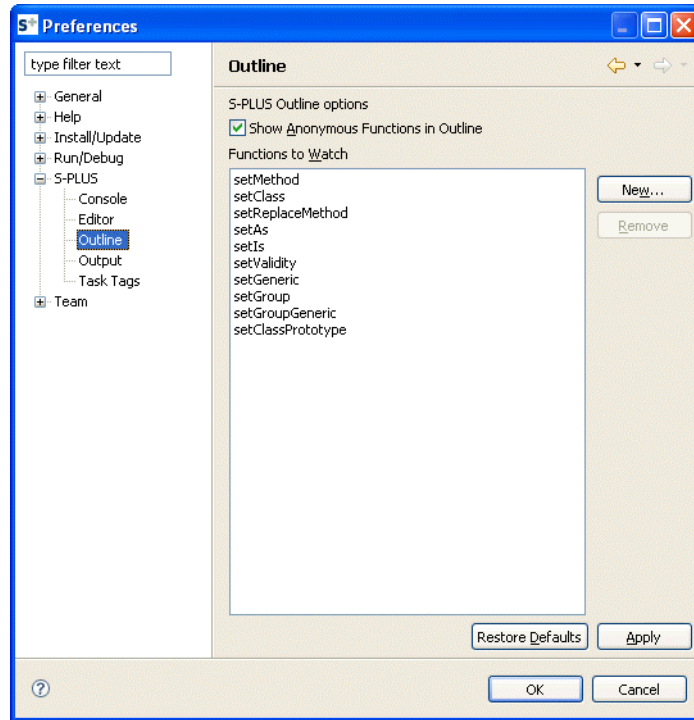 S+ Preferences
type filter text
General
Help
Install/Update
Run/Debug
S-PLUS
Console
Editor
Outline
Output
Task Tags
Team
Outline
S-PLUS Outline options
Show Anonymous Functions in Outline
Functions to Watch
setMethod
setClass
setReplaceMethod
setAs
setIs
setValidity
setGeneric
setGroup
setGroupGeneric
setClassPrototype
New...
Remove
Restore Defaults
Apply
?
OK
Cancel